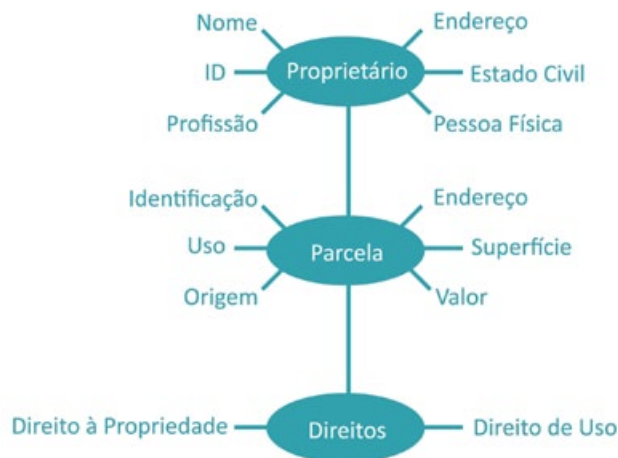 Nome
Endereço
Proprietário
ID
Estado Civil
Profissão
Pessoa Física
Identificação
Endereço
Uso
Parcela
Superfície
Origem
Valor
Direito à Propriedade
Direitos
Direito de Uso